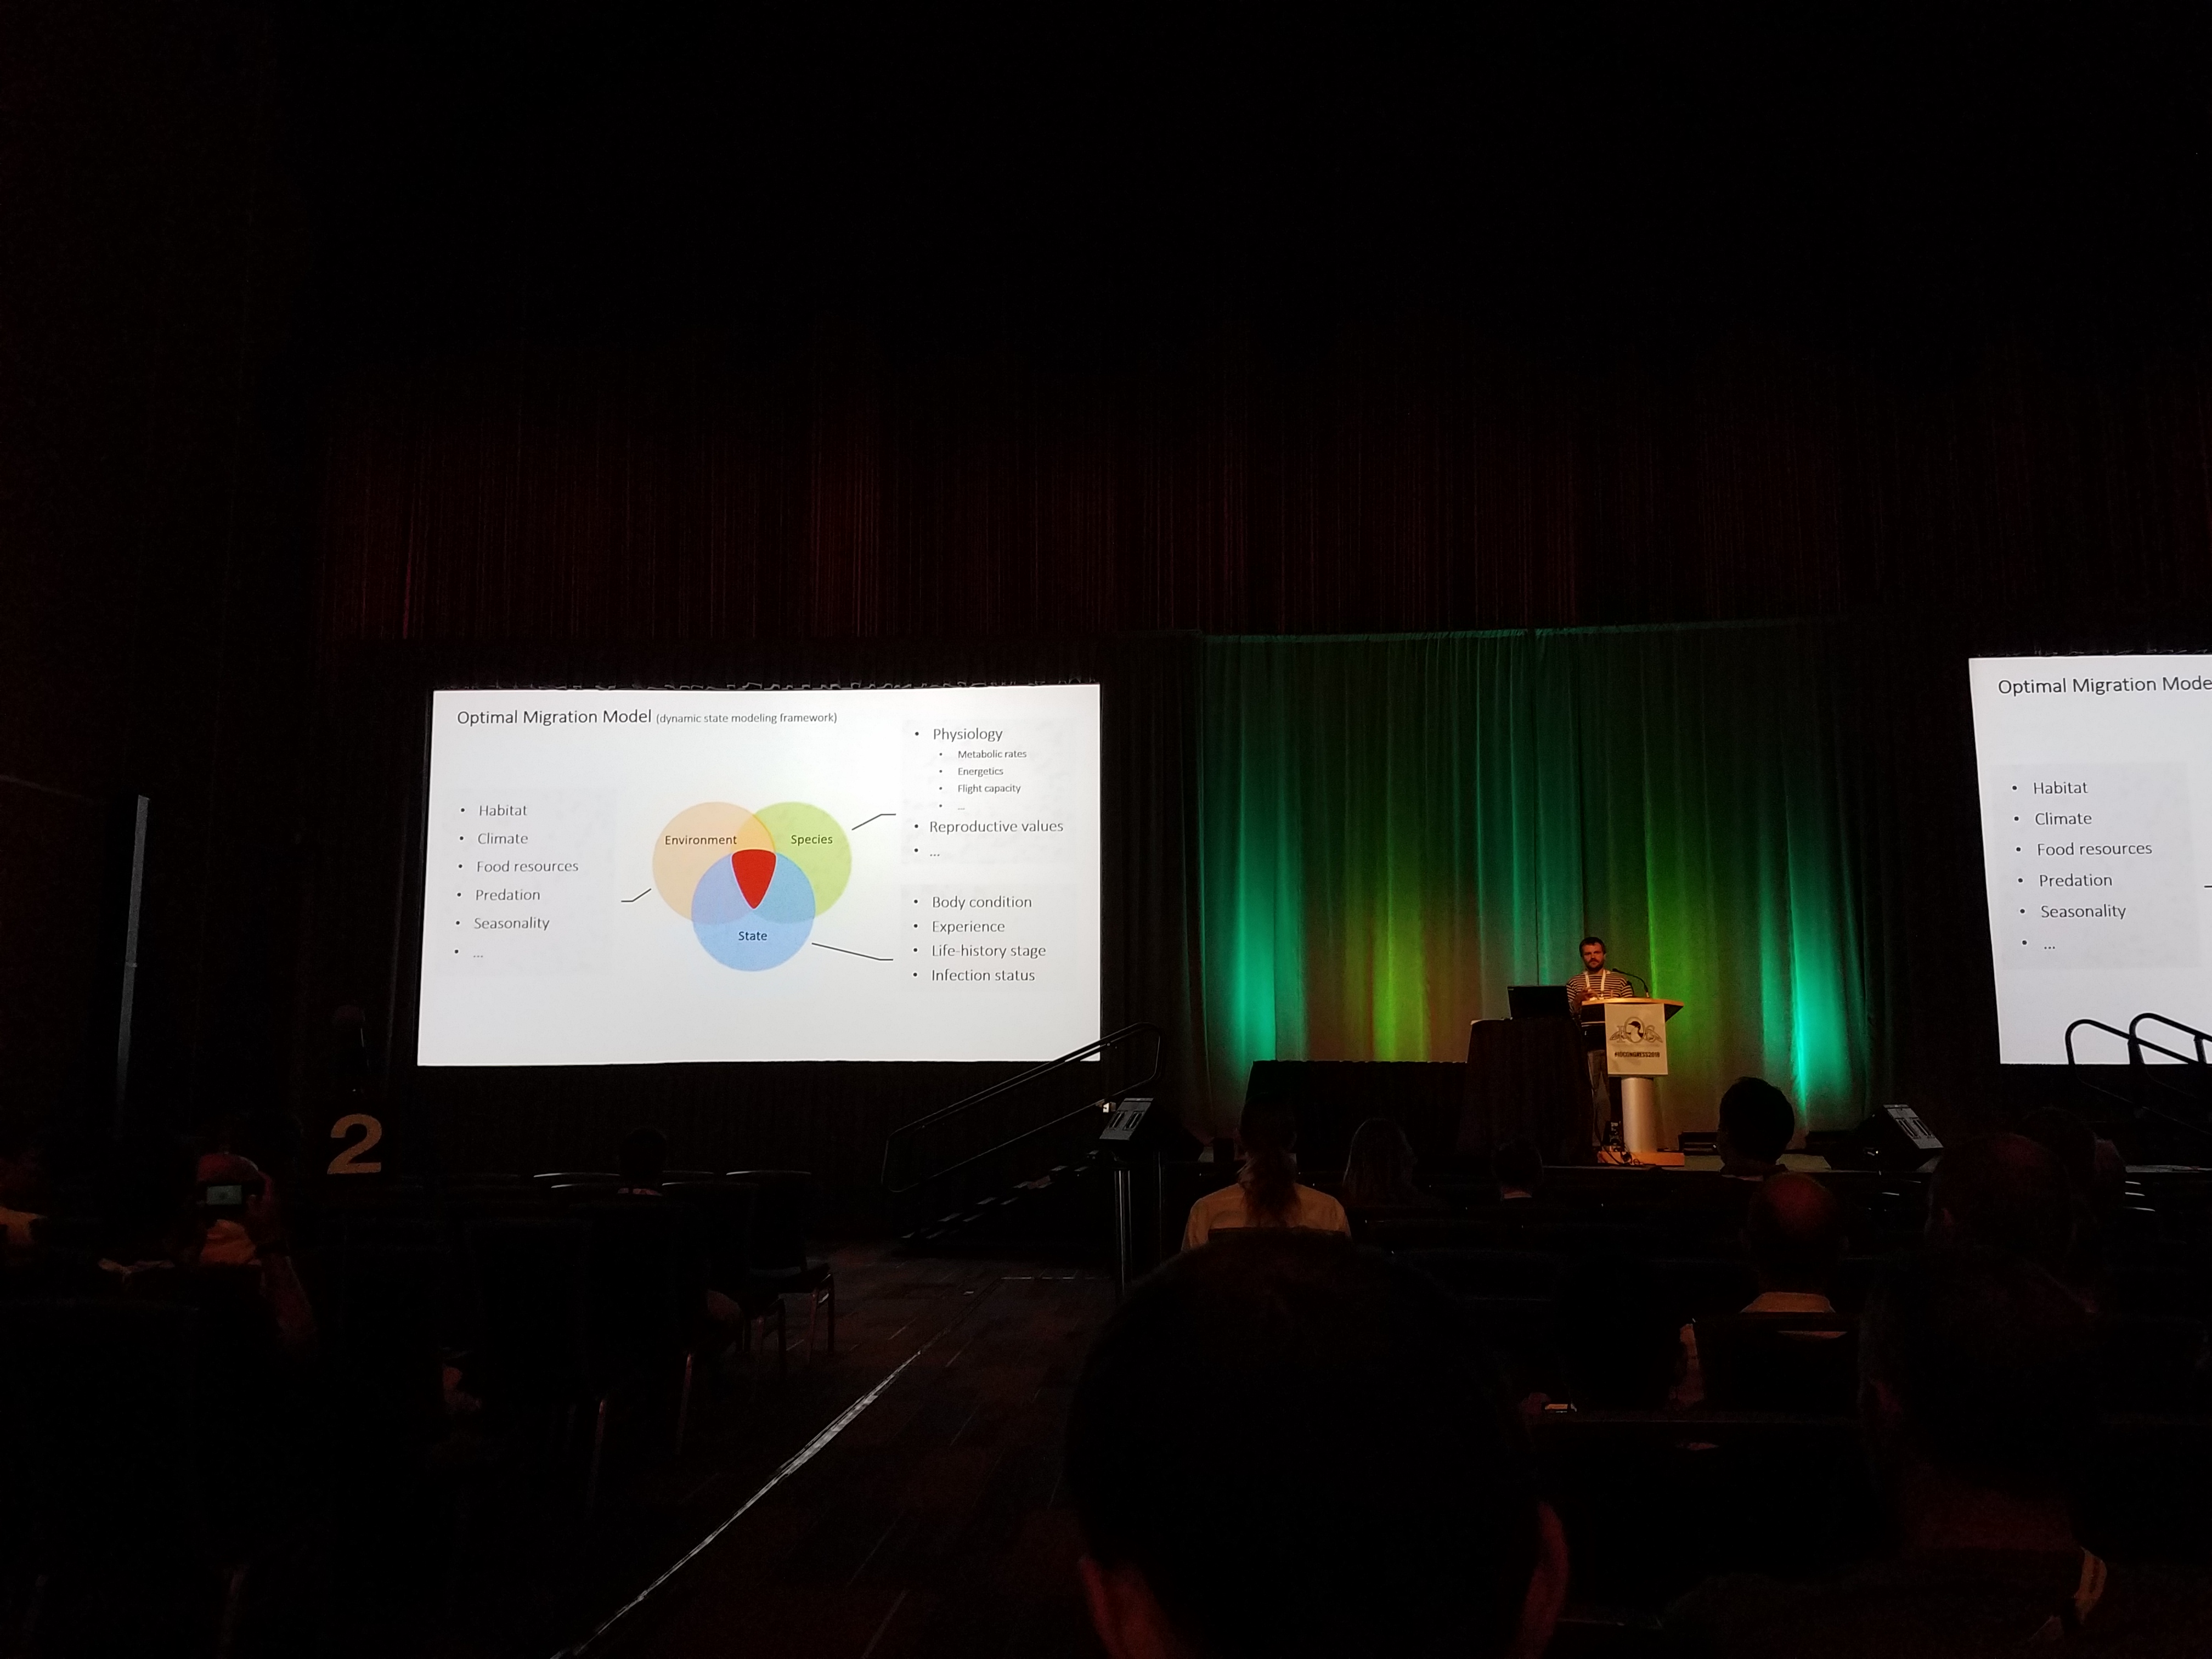 Optimal Migration Model (dynamic state modeling framework)
• Habitat
• Climate
• Food resources
• Predation
• Seasonality
• ...
Environment
Species
State
• Physiology
• Metabolic rates
• Energetics
• Flight capacity
• ...
• Reproductive values
• ...
• Body condition
• Experience
• Life-history stage
• Infection status
#IOCONGRESS2018
2
Optimal Migration Mode
• Habitat
• Climate
• Food resources
• Predation
• Seasonality
• ...